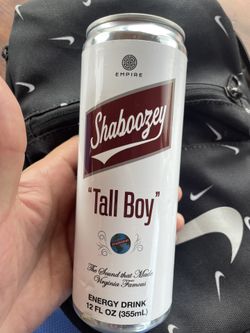 EMPIRE
Shaboozey
"Tall Boy"
The Sound that Made
Virginia Famous
ENERGY DRINK
12 FL OZ (355mL)